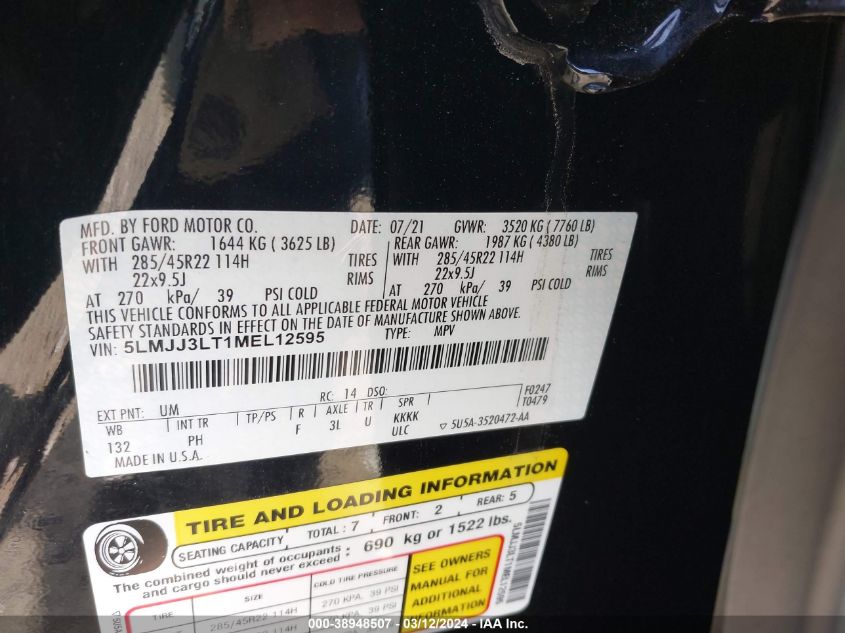 MFD. BY FORD MOTOR CO. DATE: 07/21 GVWR: 3520 KG ( 7760 LB)
FRONT GAWR: 1644 KG ( 3625 LB) REAR GAWR: 1987 KG ( 4380 LB)
WITH 285/45R22 114H TIRES WITH 285/45R22 114H TIRES
22x9.5J RIMS 22x9.5J RIMS
AT 270 kPa/ 39 PSI COLD AT 270 kPa/ 39 PSI COLD
THIS VEHICLE CONFORMS TO ALL APPLICABLE FEDERAL MOTOR VEHICLE
SAFETY STANDARDS IN EFFECT ON THE DATE OF MANUFACTURE SHOWN ABOVE.
VIN: 5LMJJ3LT1MEL12595 TYPE: MPV
EXT PNT: UM RC: 14 DSO: F0247
WB INT TR TP/PS R AXLE TR SPR T0479
132 PH F 3L U KKKK
ULC 5U5A-3520472-AA
MADE IN U.S.A.
TIRE AND LOADING INFORMATION
SEATING CAPACITY TOTAL: 7 FRONT: 2 REAR: 5
The combined weight of occupants
and cargo should never exceed : 690 kg or 1522 lbs.
TIRE SIZE COLD TIRE PRESSURE
285/45R22 114H 270 KPA, 39 PSI
SEE OWNERS
MANUAL FOR
ADDITIONAL
INFORMATION
5LMJJ3LT1MEL12595
000-38948507 - 03/12/2024 - IAA Inc.